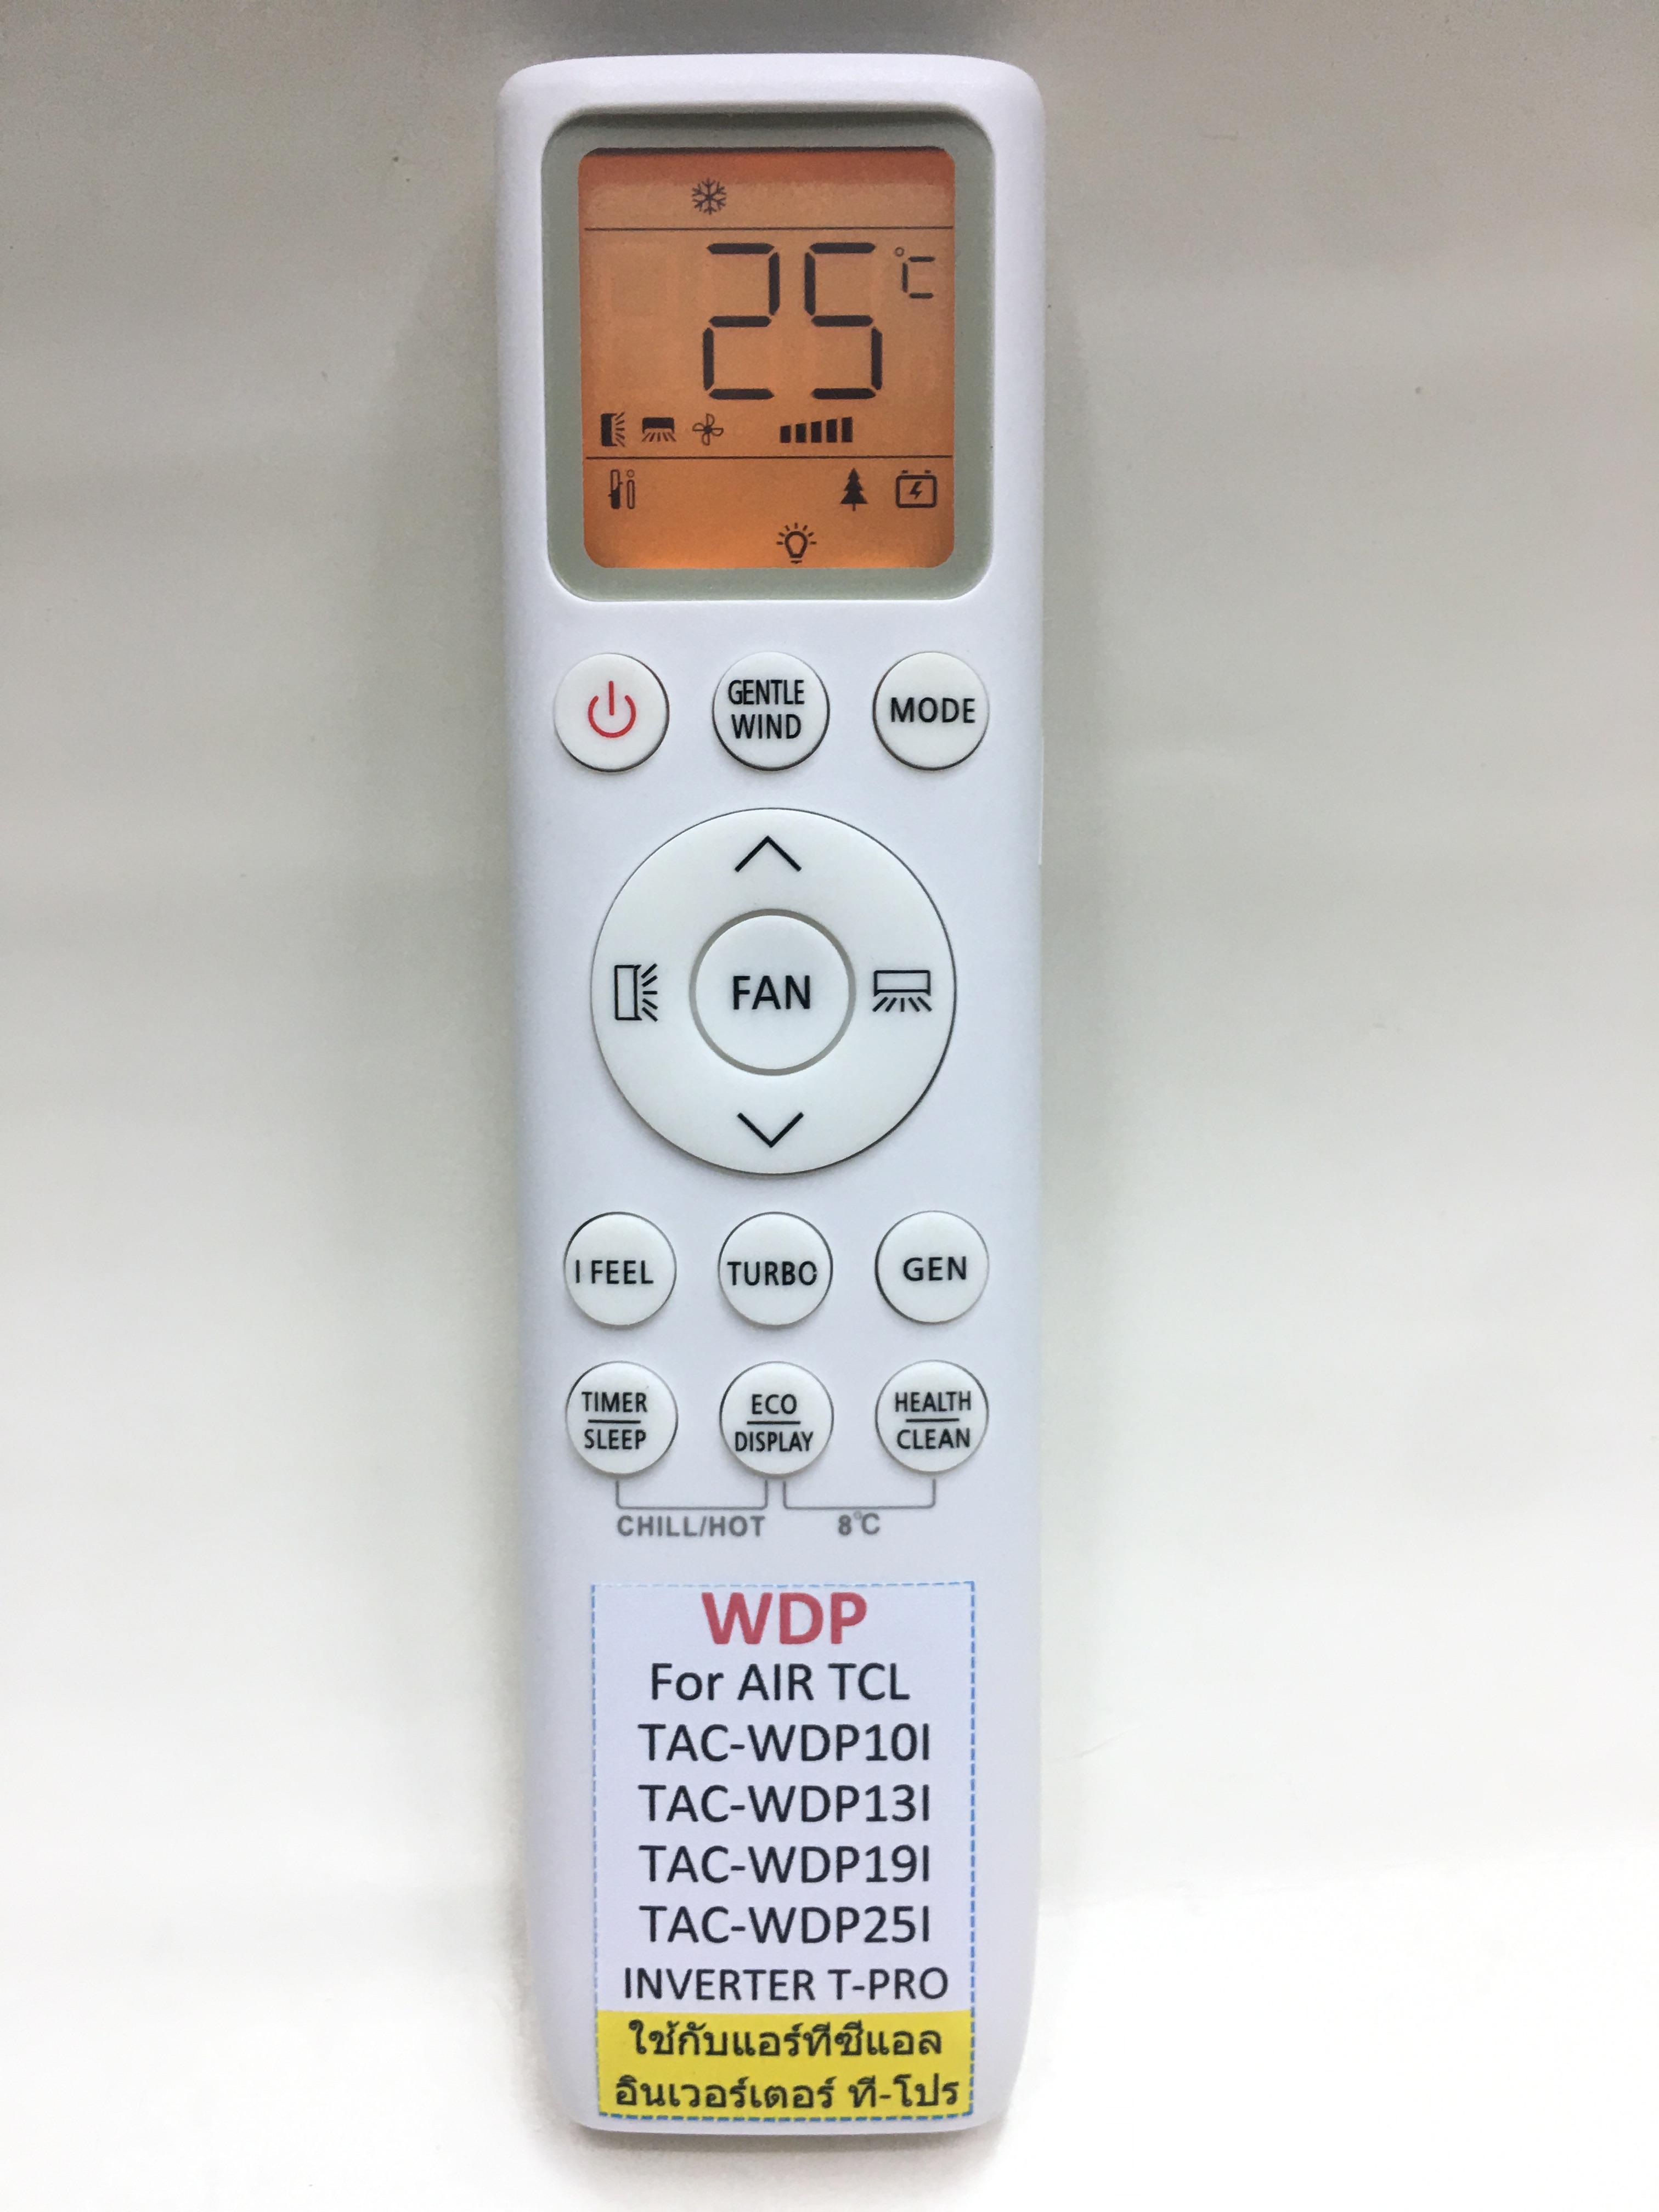 25 °C
GENTLE
WIND
MODE
FAN
I FEEL
TURBO
GEN
TIMER
SLEEP
ECO
DISPLAY
HEALTH
CLEAN
CHILL/HOT
8°C
WDP
For AIR TCL
TAC-WDP10I
TAC-WDP13I
TAC-WDP19I
TAC-WDP25I
INVERTER T-PRO
ใช้กับแอร์ทีซีแอล
อินเวอร์เตอร์ ที-โปร